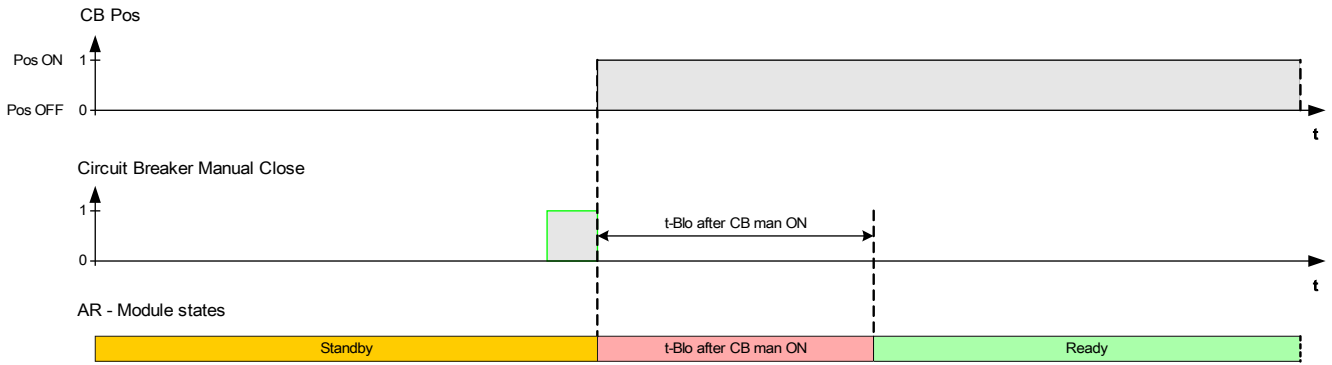 CB Pos
Pos ON 1
Pos OFF 0
t
Circuit Breaker Manual Close
1
t-Blo after CB man ON
0
t
AR - Module states
Standby t-Blo after CB man ON Ready